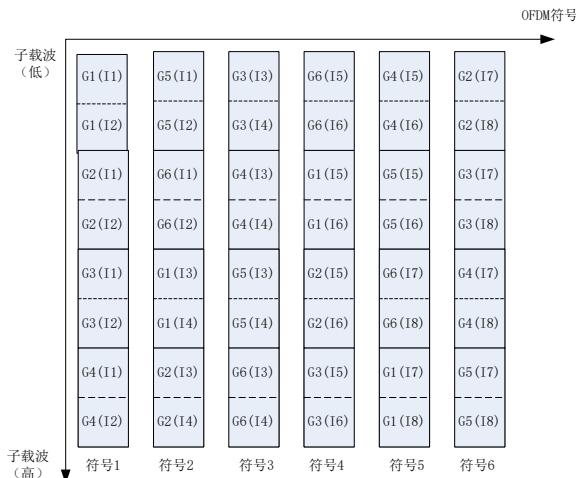 OFDM符号
子载波
（低）
G1(I1) G5(I1) G3(I3) G6(I5) G4(I5) G2(I7)
G1(I2) G5(I2) G3(I4) G6(I6) G4(I6) G2(I8)
G2(I1) G6(I1) G4(I3) G1(I5) G5(I5) G3(I7)
G2(I2) G6(I2) G4(I4) G1(I6) G5(I6) G3(I8)
G3(I1) G1(I3) G5(I3) G2(I5) G6(I7) G4(I7)
G3(I2) G1(I4) G5(I4) G2(I6) G6(I8) G4(I8)
G4(I1) G2(I3) G6(I3) G3(I5) G1(I7) G5(I7)
G4(I2) G2(I4) G6(I4) G3(I6) G1(I8) G5(I8)
子载波
（高）
符号1 符号2 符号3 符号4 符号5 符号6